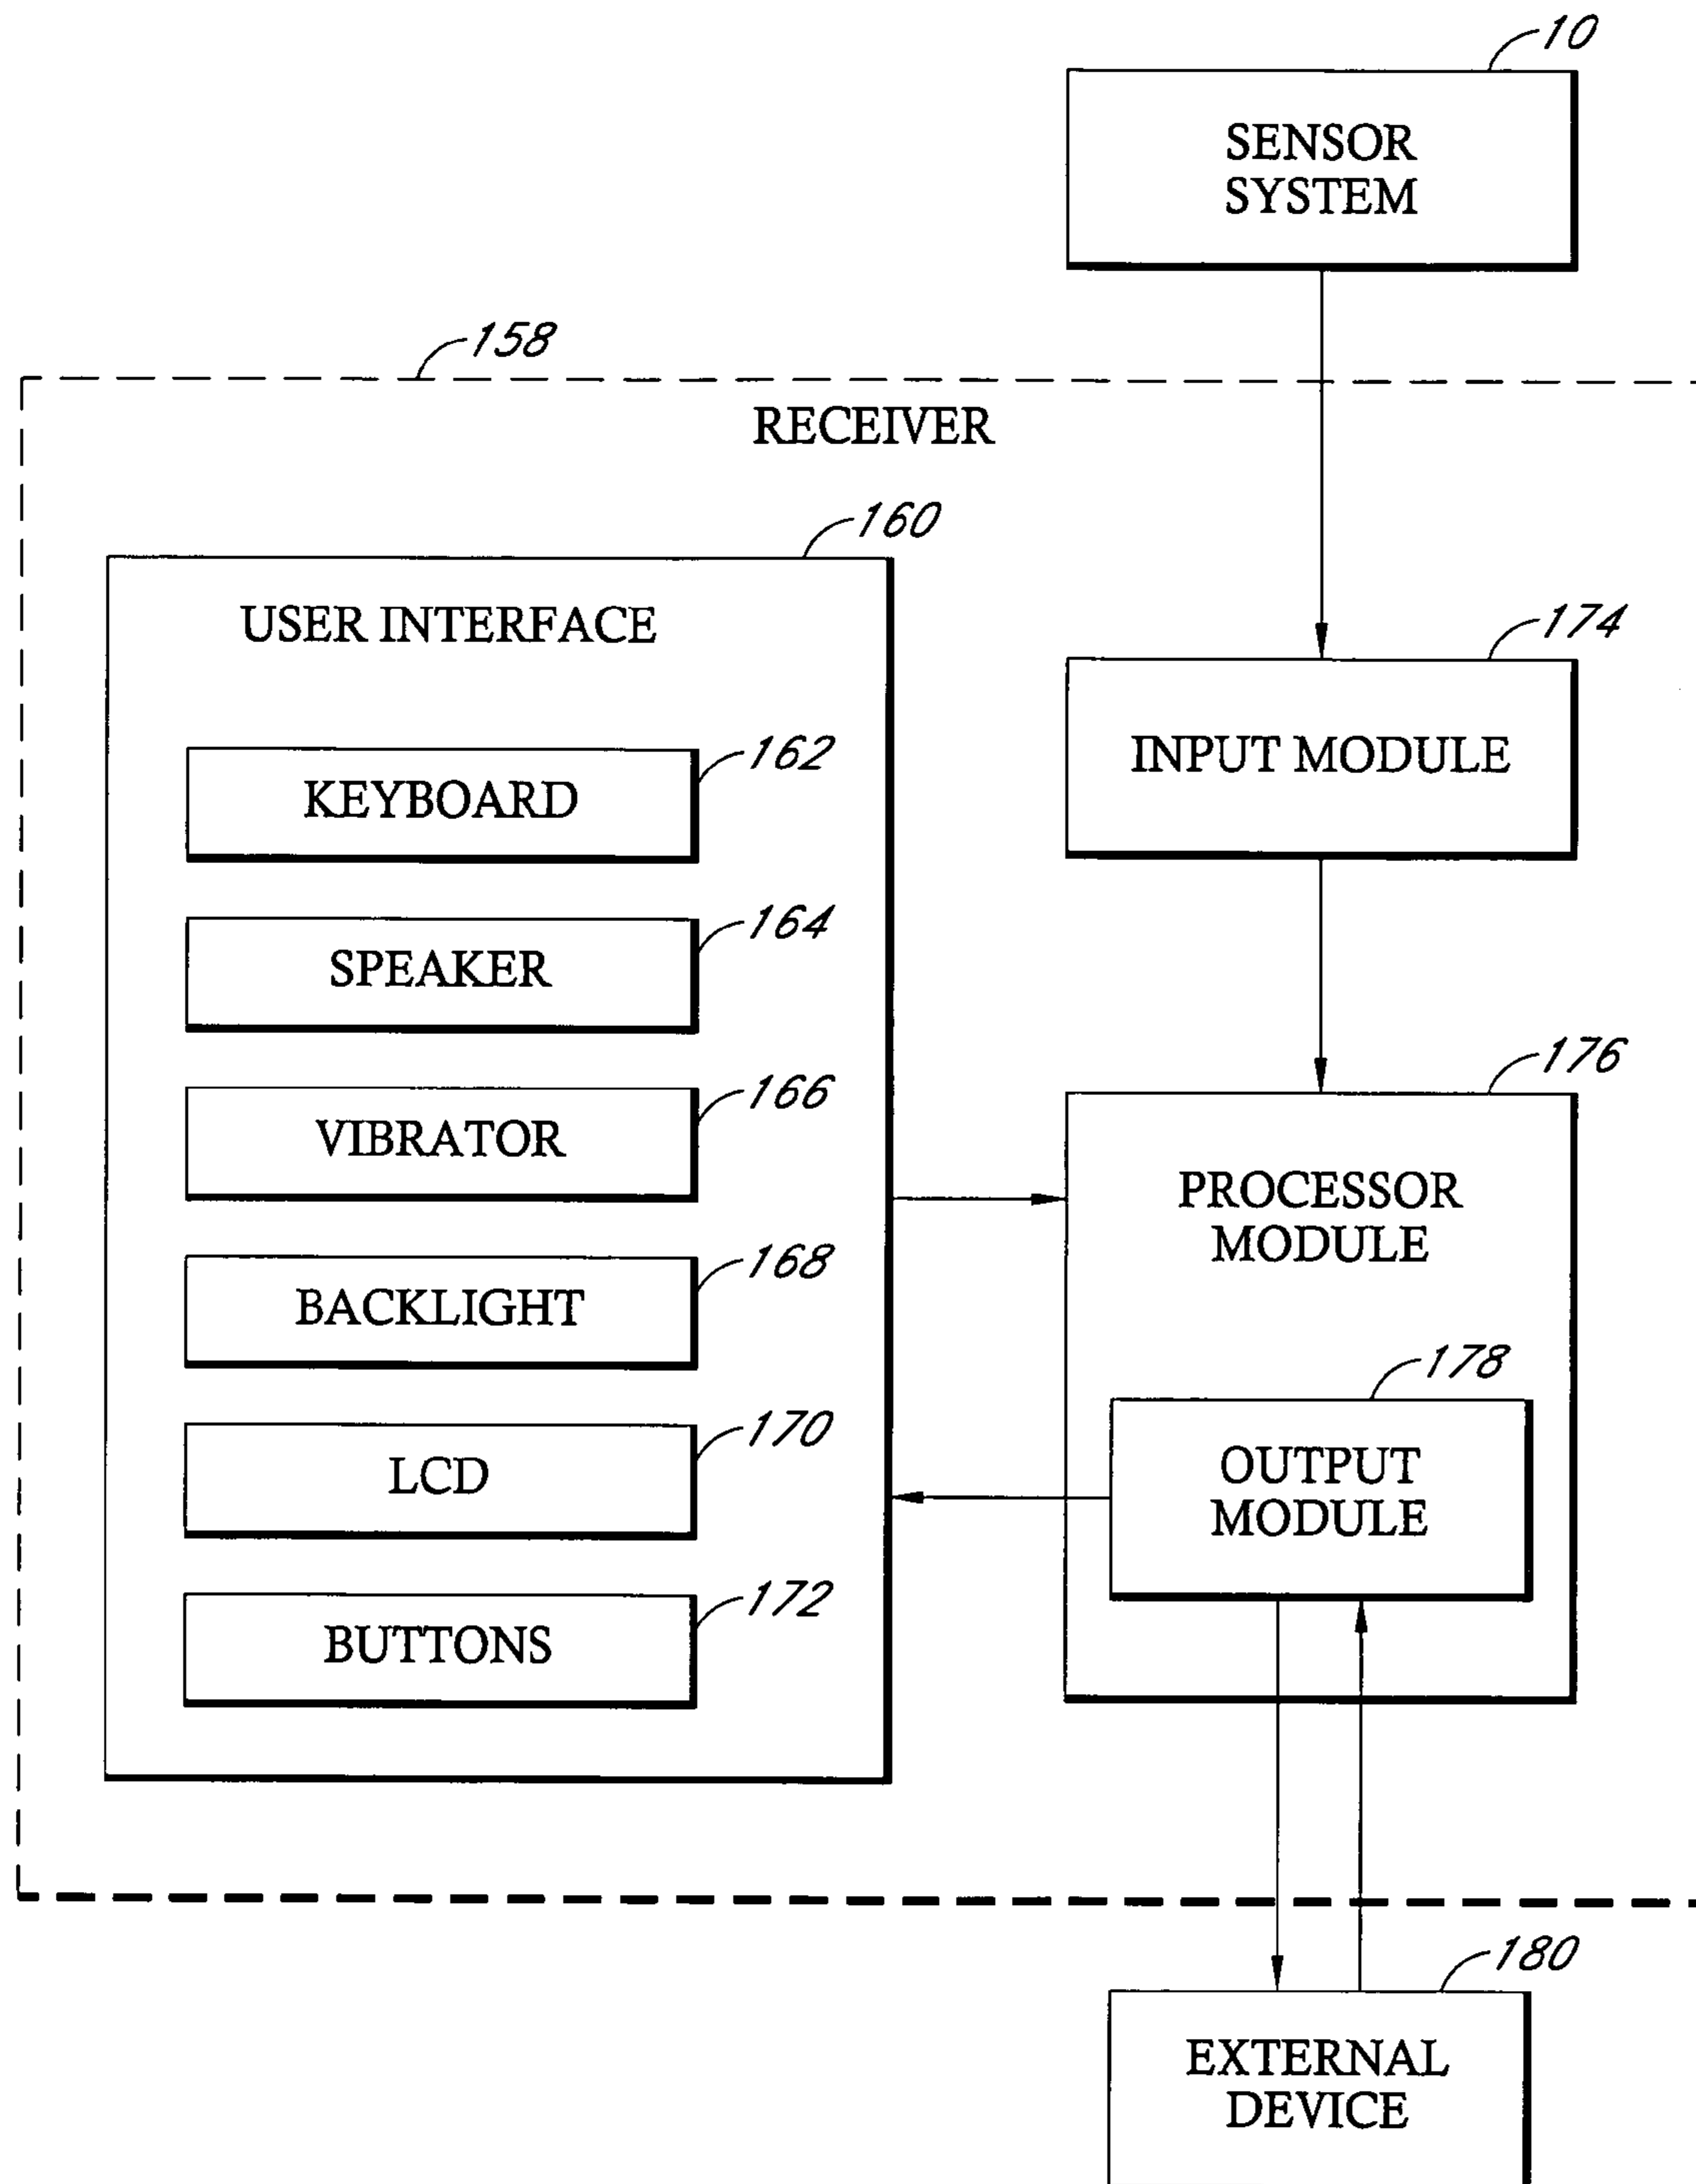 10
SENSOR
SYSTEM
158
RECEIVER
160
USER INTERFACE
174
INPUT MODULE
162
KEYBOARD
164
SPEAKER
166
VIBRATOR
168
BACKLIGHT
170
LCD
172
BUTTONS
176
PROCESSOR
MODULE
178
OUTPUT
MODULE
180
EXTERNAL
DEVICE